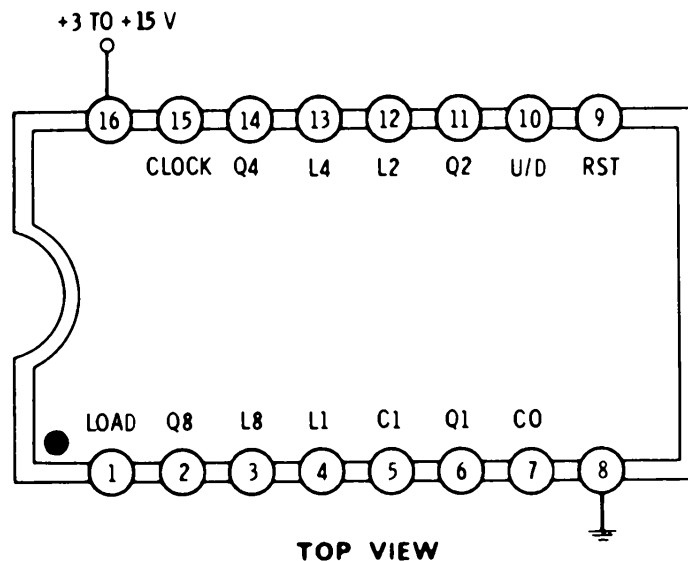 +3 TO +15 V
16 15 14 13 12 11 10 9
CLOCK Q4 L4 L2 Q2 U/D RST
LOAD Q8 L8 L1 C1 Q1 CO
1 2 3 4 5 6 7 8
TOP VIEW